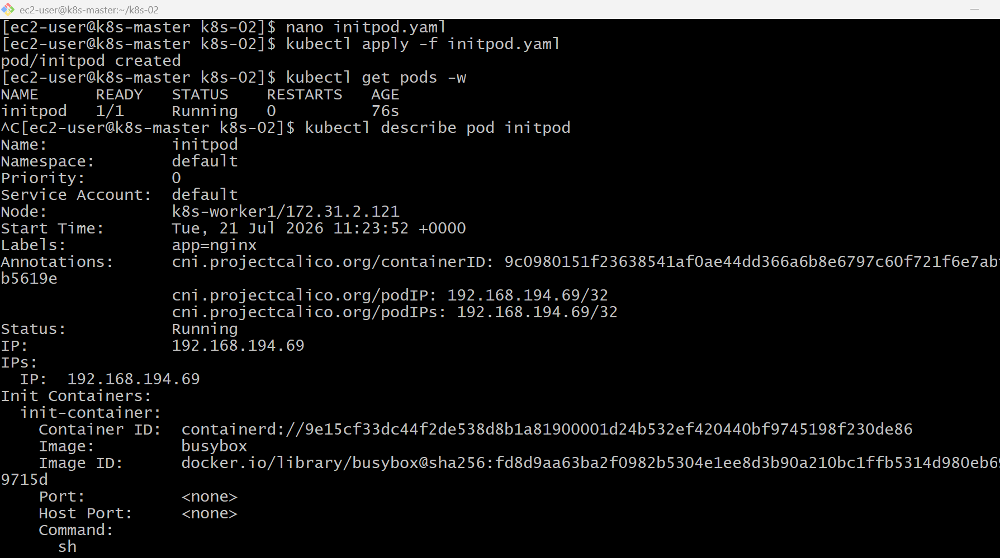 ec2-user@k8s-master:~/k8s-02
[ec2-user@k8s-master k8s-02]$ nano initpod.yaml
[ec2-user@k8s-master k8s-02]$ kubectl apply -f initpod.yaml
pod/initpod created
[ec2-user@k8s-master k8s-02]$ kubectl get pods -w
NAME      READY   STATUS    RESTARTS   AGE
initpod   1/1     Running   0          76s
^C[ec2-user@k8s-master k8s-02]$ kubectl describe pod initpod
Name:             initpod
Namespace:        default
Priority:         0
Service Account:  default
Node:             k8s-worker1/172.31.2.121
Start Time:       Tue, 21 Jul 2026 11:23:52 +0000
Labels:           app=nginx
Annotations:      cni.projectcalico.org/containerID: 9c0980151f23638541af0ae44dd366a6b8e6797c60f721f6e7ab
b5619e
                  cni.projectcalico.org/podIP: 192.168.194.69/32
                  cni.projectcalico.org/podIPs: 192.168.194.69/32
Status:           Running
IP:               192.168.194.69
IPs:
  IP:  192.168.194.69
Init Containers:
  init-container:
    Container ID:  containerd://9e15cf33dc44f2de538d8b1a81900001d24b532ef420440bf9745198f230de86
    Image:         busybox
    Image ID:      docker.io/library/busybox@sha256:fd8d9aa63ba2f0982b5304e1ee8d3b90a210bc1ffb5314d980eb6
9715d
    Port:          <none>
    Host Port:     <none>
    Command:
      sh